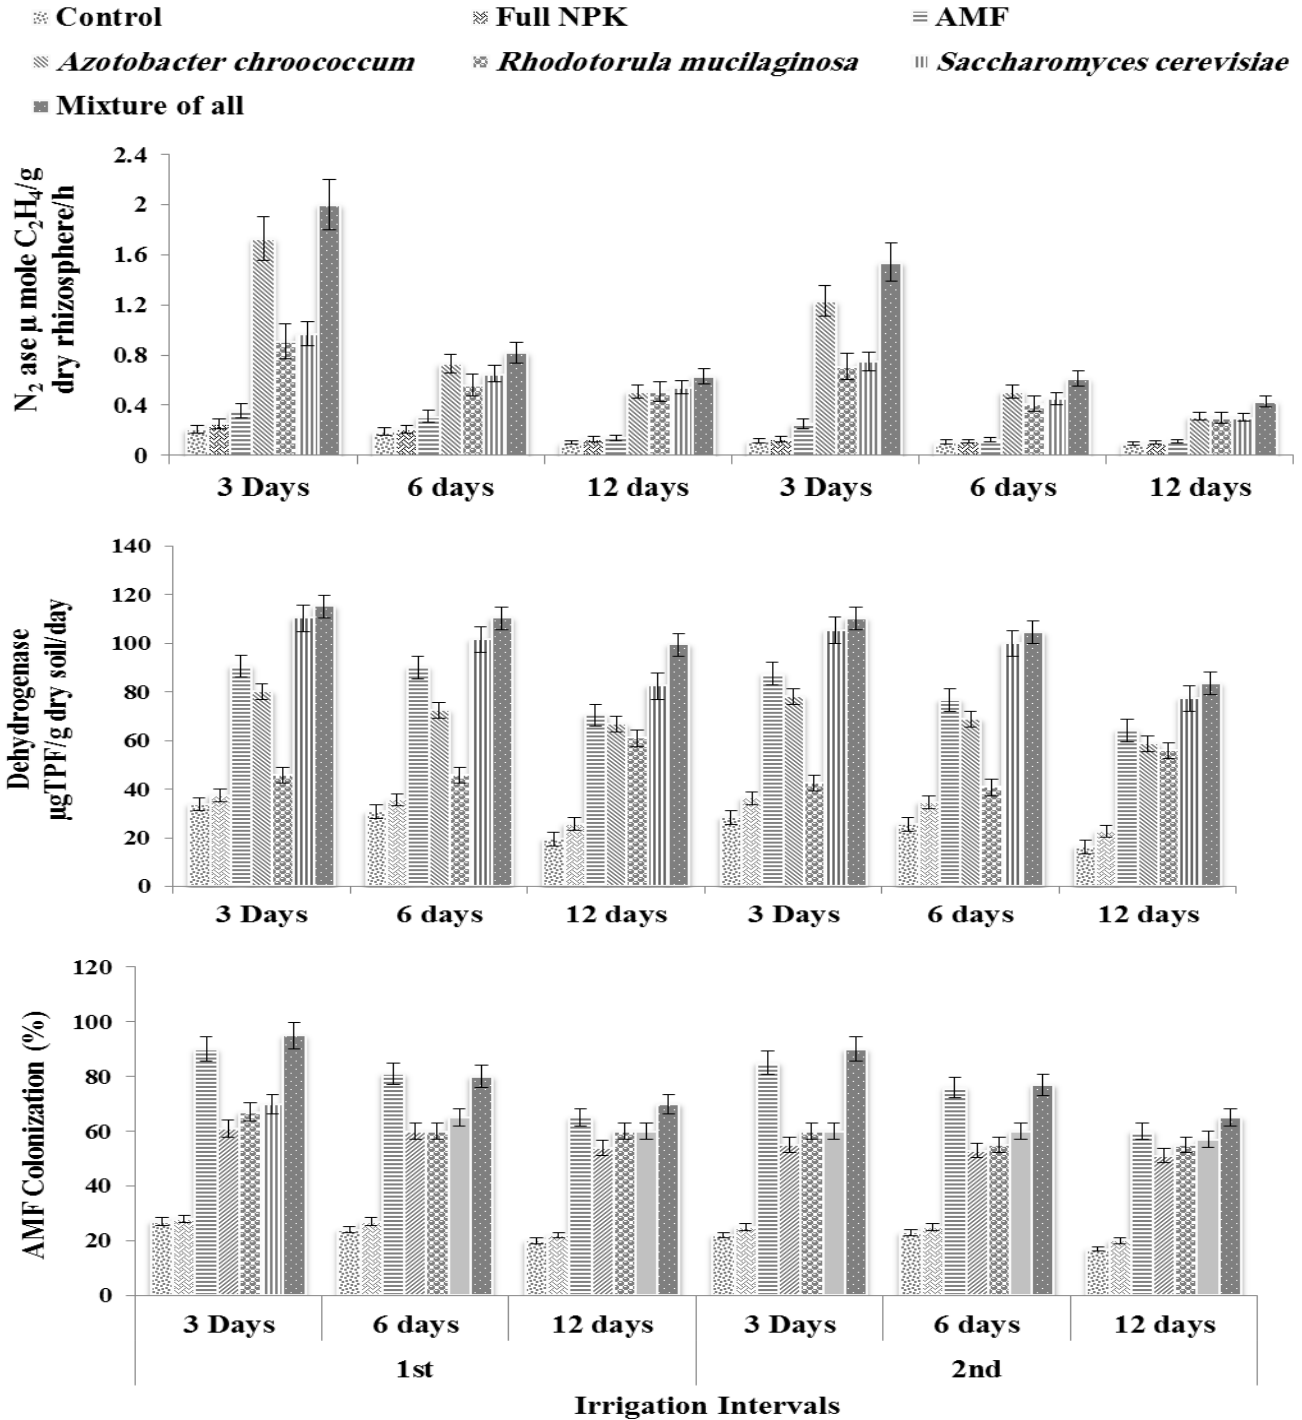 Control Full NPK AMF
Azotobacter chroococcum Rhodotorula mucilaginosa Saccharomyces cerevisiae
Mixture of all
N2 ase µ mole C2H4/g
dry rhizosphere/h
2.4
2
1.6
1.2
0.8
0.4
0
3 Days 6 days 12 days 3 Days 6 days 12 days
Dehydrogenase
µgTPF/g dry soil/day
140
120
100
80
60
40
20
0
3 Days 6 days 12 days 3 Days 6 days 12 days
AMF Colonization (%)
120
100
80
60
40
20
0
3 Days 6 days 12 days 3 Days 6 days 12 days
1st 2nd
Irrigation Intervals